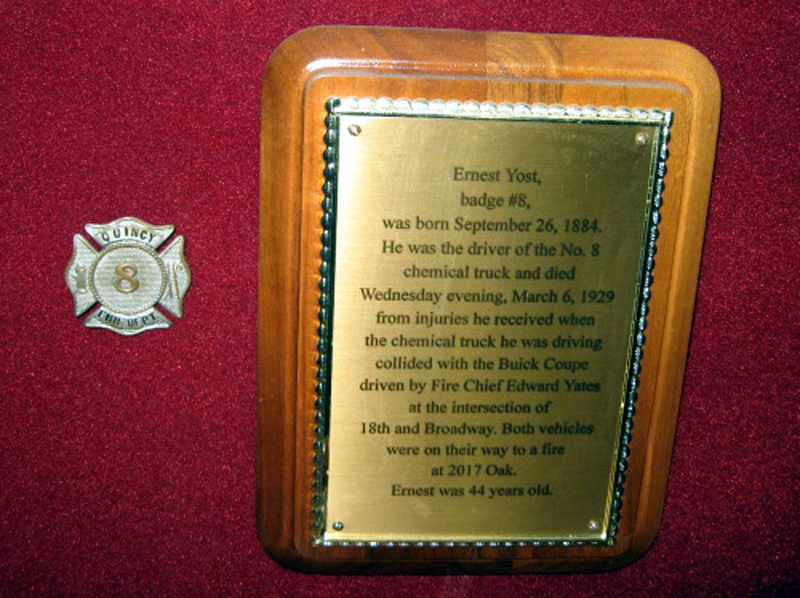 QUINCY
8
FIRE DEPT.
Ernest Yost,
badge #8,
was born September 26, 1884.
He was the driver of the No. 8
chemical truck and died
Wednesday evening, March 6, 1929
from injuries he received when
the chemical truck he was driving
collided with the Buick Coupe
driven by Fire Chief Edward Yates
at the intersection of
18th and Broadway. Both vehicles
were on their way to a fire
at 2017 Oak.
Ernest was 44 years old.